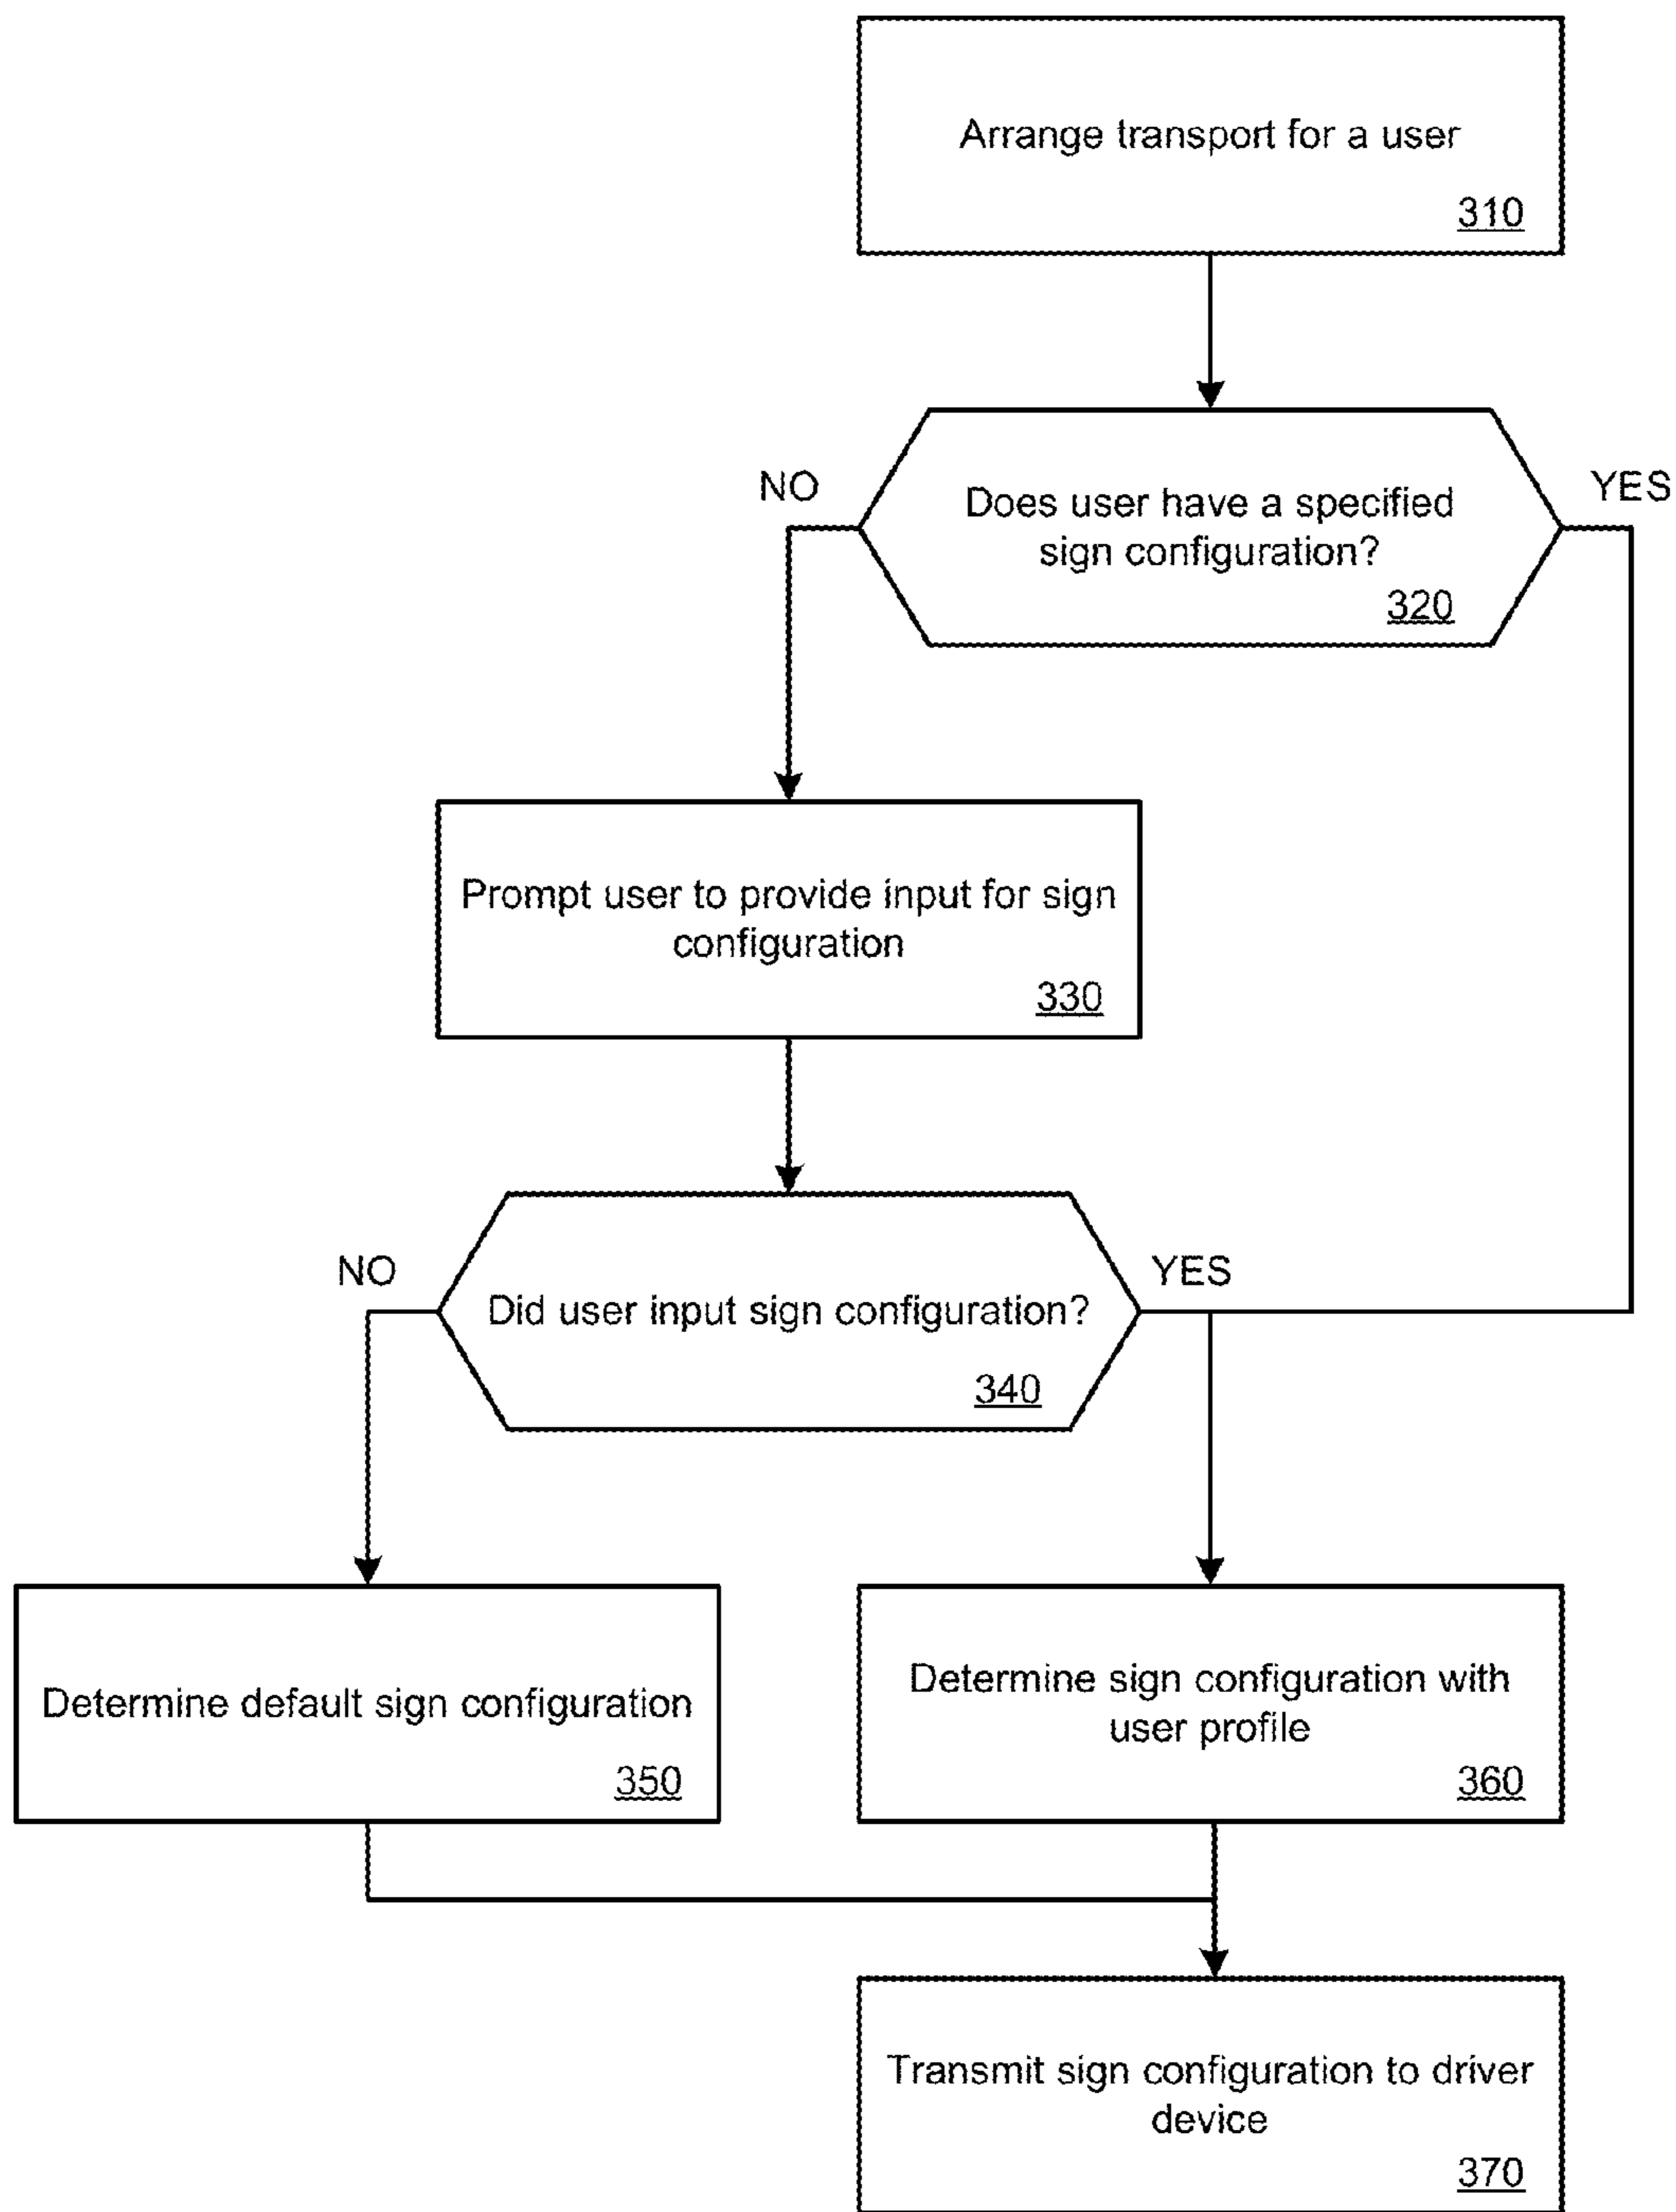 Arrange transport for a user
310
NO
YES
Does user have a specified
sign configuration?
320
Prompt user to provide input for sign
configuration
330
NO
YES
Did user input sign configuration?
340
Determine default sign configuration
350
Determine sign configuration with
user profile
360
Transmit sign configuration to driver
device
370